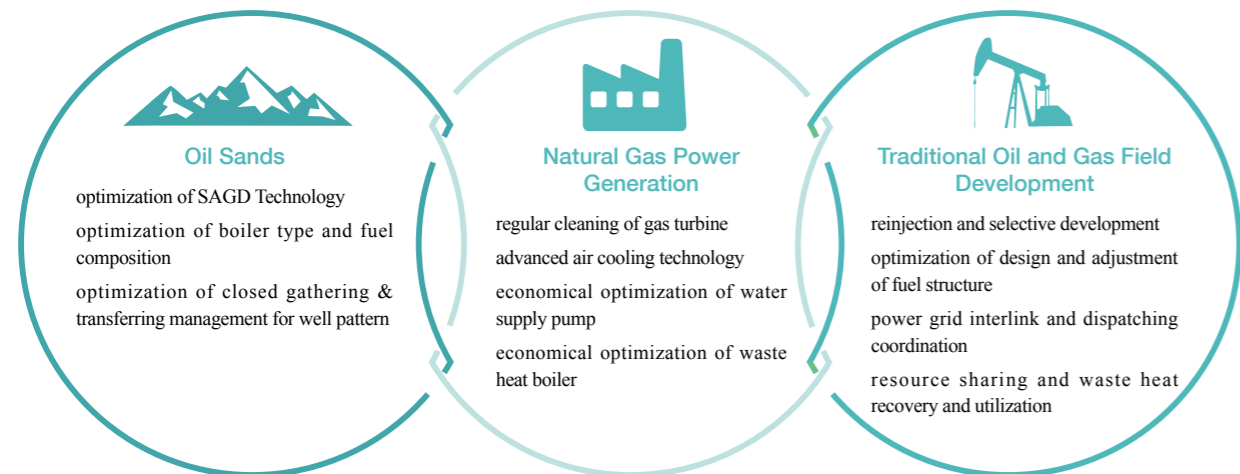 Oil Sands
optimization of SAGD Technology
optimization of boiler type and fuel
composition
optimization of closed gathering &
transferring management for well pattern
Natural Gas Power
Generation
regular cleaning of gas turbine
advanced air cooling technology
economical optimization of water
supply pump
economical optimization of waste
heat boiler
Traditional Oil and Gas Field
Development
reinjection and selective development
optimization of design and adjustment
of fuel structure
power grid interlink and dispatching
coordination
resource sharing and waste heat
recovery and utilization